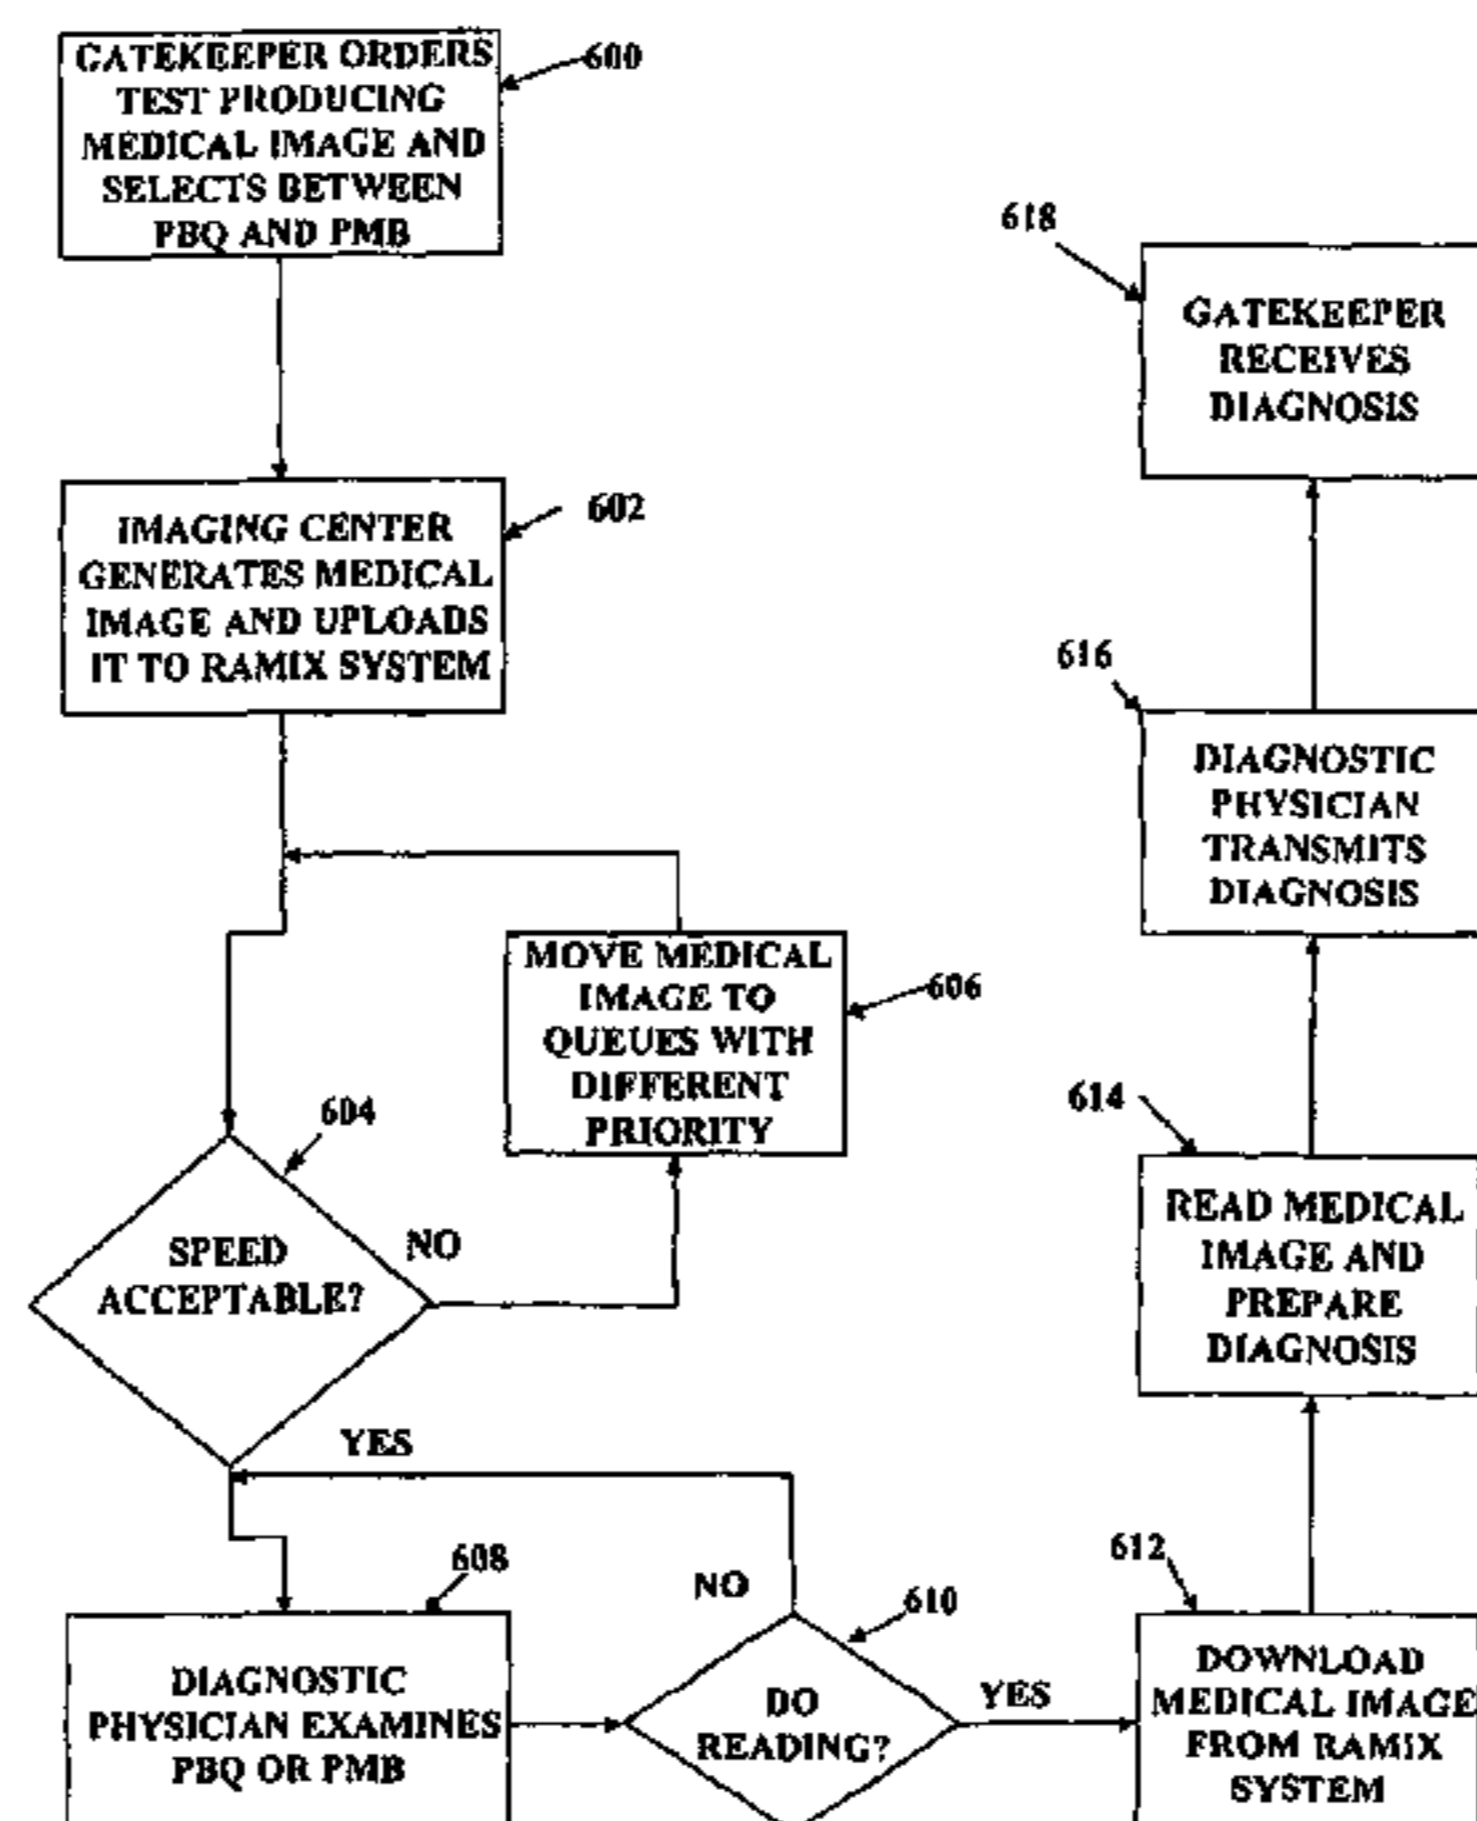 GATEKEEPER ORDERS
TEST PRODUCING
MEDICAL IMAGE AND
SELECTS BETWEEN
PBQ AND PMB
600
IMAGING CENTER
GENERATES MEDICAL
IMAGE AND UPLOADS
IT TO RAMIX SYSTEM
602
MOVE MEDICAL
IMAGE TO
QUEUES WITH
DIFFERENT
PRIORITY
606
604
SPEED
ACCEPTABLE?
NO
YES
608
DIAGNOSTIC
PHYSICIAN EXAMINES
PBQ OR PMB
NO
610
DO
READING?
YES
612
DOWNLOAD
MEDICAL IMAGE
FROM RAMIX
SYSTEM
614
READ MEDICAL
IMAGE AND
PREPARE
DIAGNOSIS
616
DIAGNOSTIC
PHYSICIAN
TRANSMITS
DIAGNOSIS
618
GATEKEEPER
RECEIVES
DIAGNOSIS